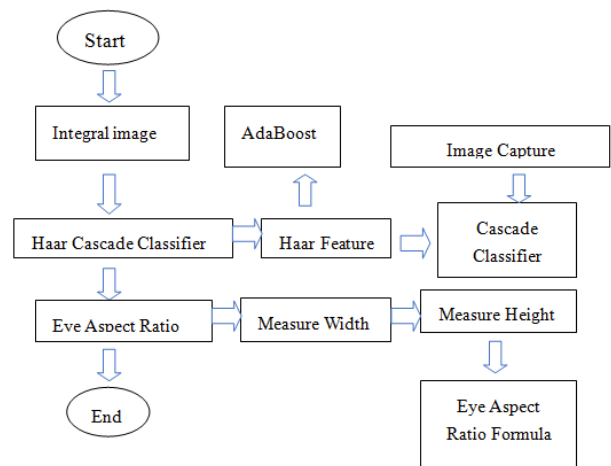 Start
Integral image
AdaBoost
Image Capture
Haar Cascade Classifier
Haar Feature
Cascade
Classifier
Eye Aspect Ratio
Measure Width
Measure Height
End
Eye Aspect
Ratio Formula